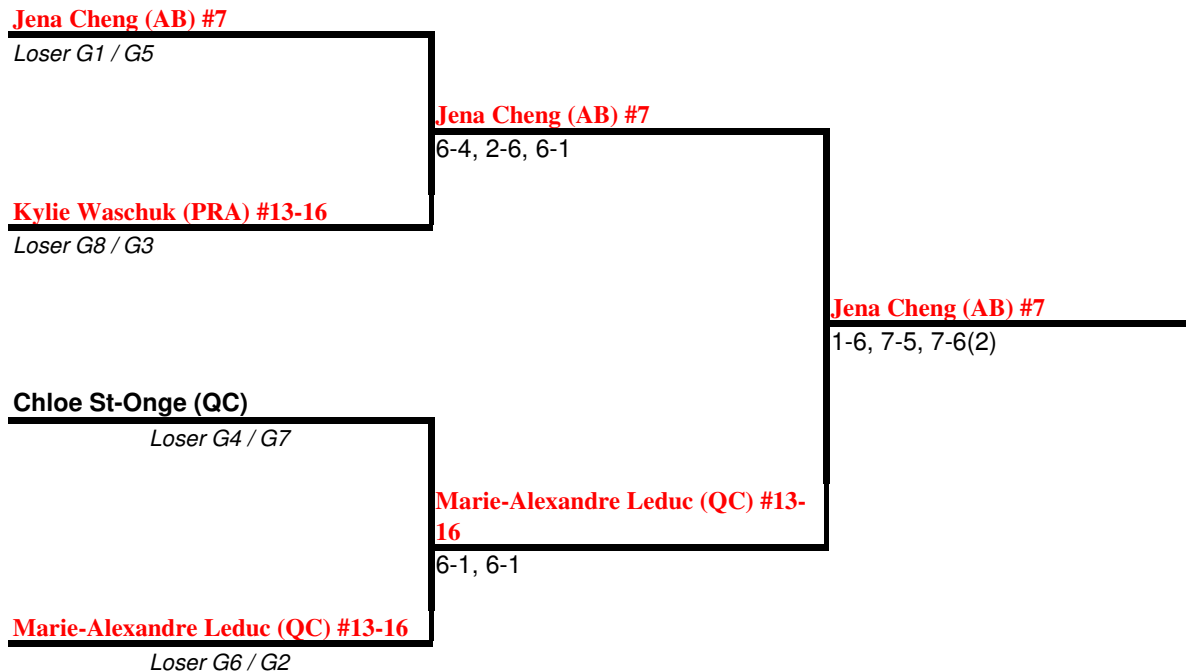 Jena Cheng (AB) #7
Loser G1 / G5
Jena Cheng (AB) #7
6-4, 2-6, 6-1
Kylie Waschuk (PRA) #13-16
Loser G8 / G3
Jena Cheng (AB) #7
1-6, 7-5, 7-6(2)
Chloe St-Onge (QC)
Loser G4 / G7
Marie-Alexandre Leduc (QC) #13-
16
6-1, 6-1
Marie-Alexandre Leduc (QC) #13-16
Loser G6 / G2